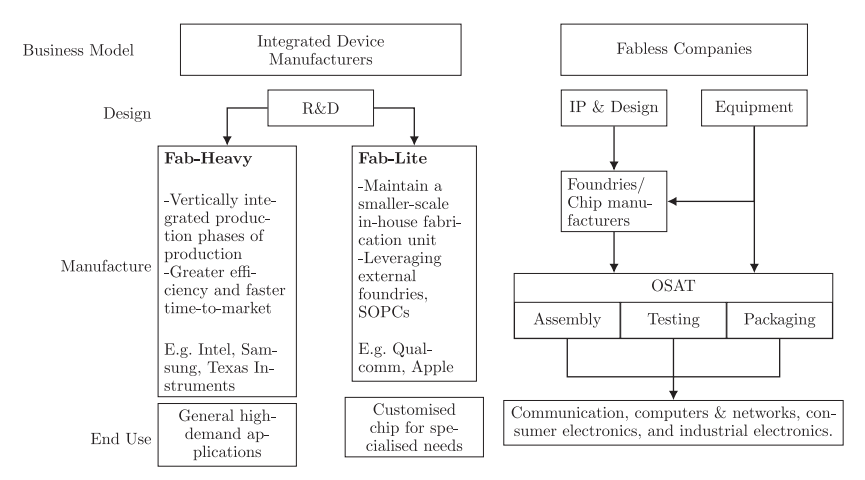 Business Model
Integrated Device
Manufacturers
Fabless Companies
Design
R&D
IP & Design
Equipment
Manufacture
Fab-Heavy
-Vertically inte-
grated produc-
tion phases of
production
-Greater effi-
ciency and faster
time-to-market
E.g. Intel, Sam-
sung, Texas In-
struments
Fab-Lite
-Maintain a
smaller-scale
in-house fabri-
cation unit
-Leveraging
external
foundries,
SOPCs
E.g. Qual-
comm, Apple
Foundries/
Chip manu-
facturers
OSAT
Assembly
Testing
Packaging
End Use
General high-
demand ap-
plications
Customised
chip for spe-
cialised needs
Communication, computers & networks, con-
sumer electronics, and industrial electronics.